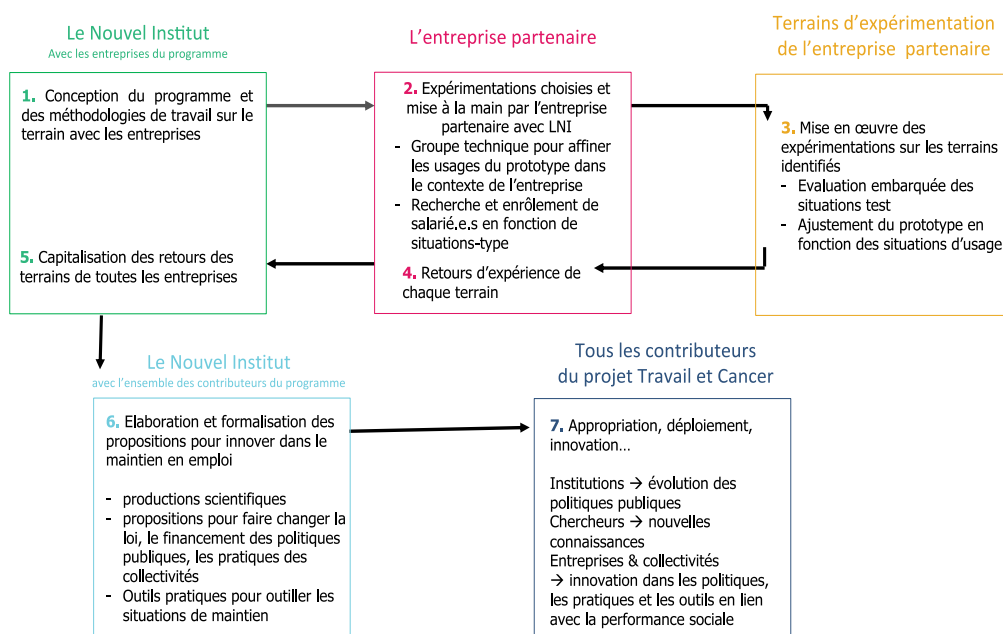 Le Nouvel Institut
Avec les entreprises du programme
1. Conception du programme et
des méthodologies de travail sur le
terrain avec les entreprises
5. Capitalisation des retours des
terrains de toutes les entreprises
L'entreprise partenaire
2. Expérimentations choisies et
mise à la main par l'entreprise
partenaire avec LNI
- Groupe technique pour affiner
les usages du prototype dans
le contexte de l'entreprise
- Recherche et enrôlement de
salarié.e.s en fonction de
situations-type
4. Retours d'expérience de
chaque terrain
Terrains d'expérimentation
de l'entreprise partenaire
3. Mise en œuvre des
expérimentations sur les terrains
identifiés
- Evaluation embarquée des
situations test
- Ajustement du prototype en
fonction des situations d'usage
Le Nouvel Institut
avec l'ensemble des contributeurs du programme
6. Elaboration et formalisation des
propositions pour innover dans le
maintien en emploi
- productions scientifiques
- propositions pour faire changer la
loi, le financement des politiques
publiques, les pratiques des
collectivités
- Outils pratiques pour outiller les
situations de maintien
Tous les contributeurs
du projet Travail et Cancer
7. Appropriation, déploiement,
innovation…
Institutions → évolution des
politiques publiques
Chercheurs → nouvelles
connaissances
Entreprises & collectivités
→ innovation dans les politiques,
les pratiques et les outils en lien
avec la performance sociale